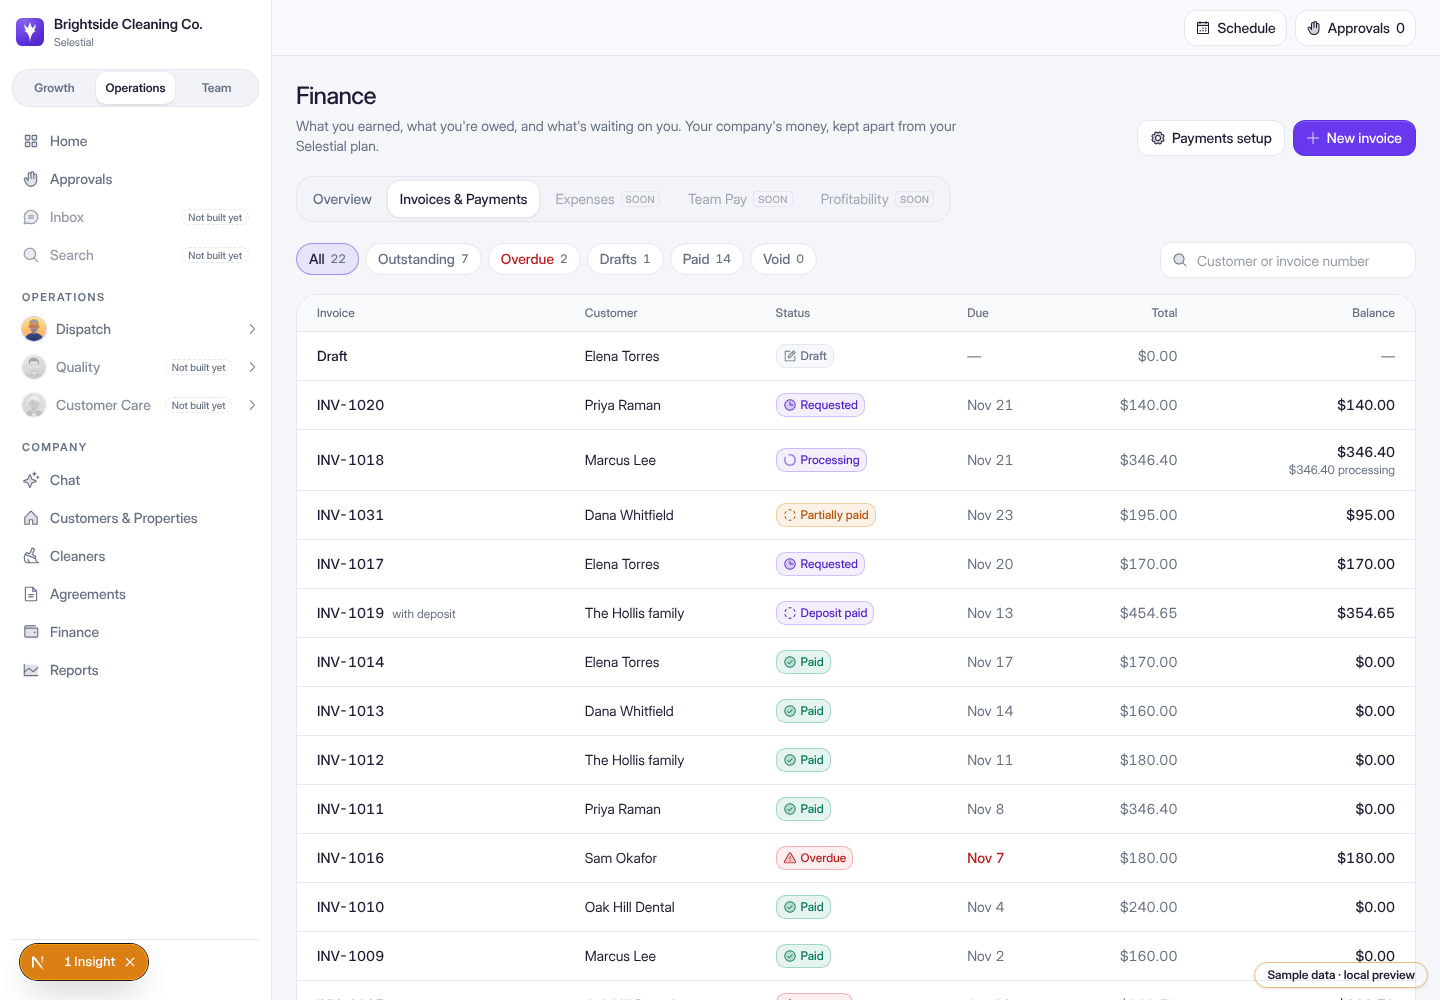 Brightside Cleaning Co.
Selestial
Growth
Operations
Team
Home
Approvals
Inbox
Not built yet
Search
Not built yet
OPERATIONS
Dispatch
Quality
Not built yet
Customer Care
Not built yet
COMPANY
Chat
Customers & Properties
Cleaners
Agreements
Finance
Reports
1 Insight
Schedule
Approvals 0
Finance
What you earned, what you're owed, and what's waiting on you. Your company's money, kept apart from your
Selestial plan.
Payments setup
New invoice
Overview
Invoices & Payments
Expenses SOON
Team Pay SOON
Profitability SOON
All 22
Outstanding 7
Overdue 2
Drafts 1
Paid 14
Void 0
Customer or invoice number
Invoice Customer Status Due Total Balance
Draft Elena Torres Draft — $0.00 —
INV-1020 Priya Raman Requested Nov 21 $140.00 $140.00
INV-1018 Marcus Lee Processing Nov 21 $346.40 $346.40
$346.40 processing
INV-1031 Dana Whitfield Partially paid Nov 23 $195.00 $95.00
INV-1017 Elena Torres Requested Nov 20 $170.00 $170.00
INV-1019 with deposit The Hollis family Deposit paid Nov 13 $454.65 $354.65
INV-1014 Elena Torres Paid Nov 17 $170.00 $0.00
INV-1013 Dana Whitfield Paid Nov 14 $160.00 $0.00
INV-1012 The Hollis family Paid Nov 11 $180.00 $0.00
INV-1011 Priya Raman Paid Nov 8 $346.40 $0.00
INV-1016 Sam Okafor Overdue Nov 7 $180.00 $180.00
INV-1010 Oak Hill Dental Paid Nov 4 $240.00 $0.00
INV-1009 Marcus Lee Paid Nov 2 $160.00 $0.00
Sample data · local preview